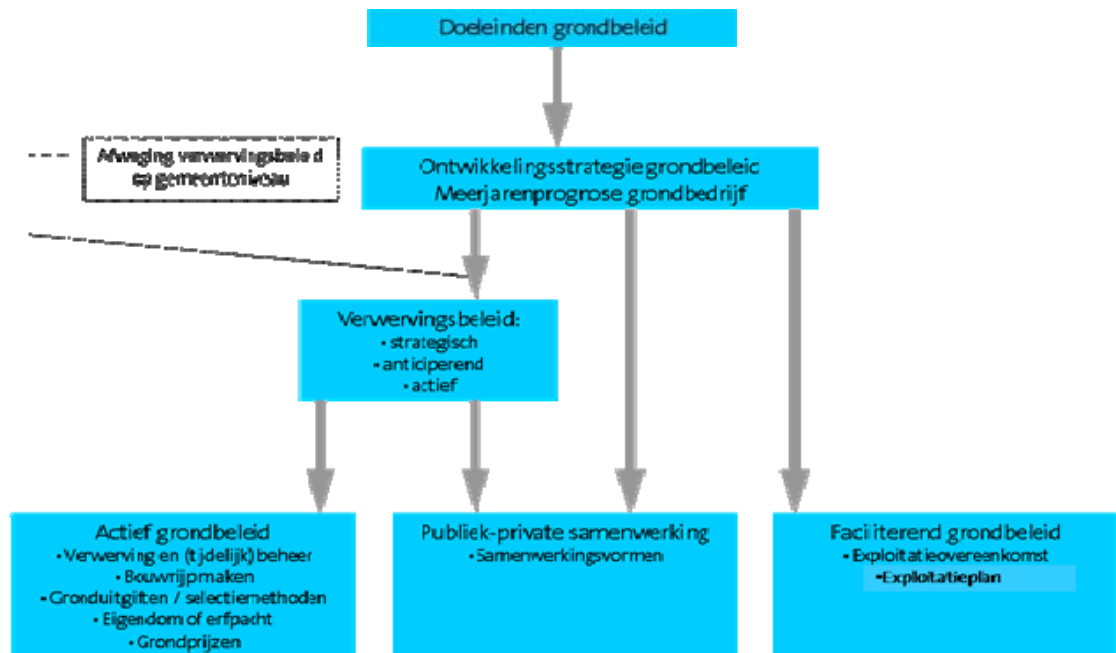 Doeleinden grondbeleid
Afweging verwervingsbeleid
op gemeenteniveau
Ontwikkelingsstrategie grondbeleid
Meerjarenprognose grondbedrijf
Verwervingsbeleid:
• strategisch
• anticiperend
• actief
Actief grondbeleid
• Verwerving en (tijdelijk) beheer
• Bouwrijpmaken
• Gronduitgiften / selectiemethoden
• Eigendom of erfpacht
• Grondprijzen
Publiek-private samenwerking
• Samenwerkingsvormen
Faciliterend grondbeleid
• Exploitatieovereenkomst
•Exploitatieplan